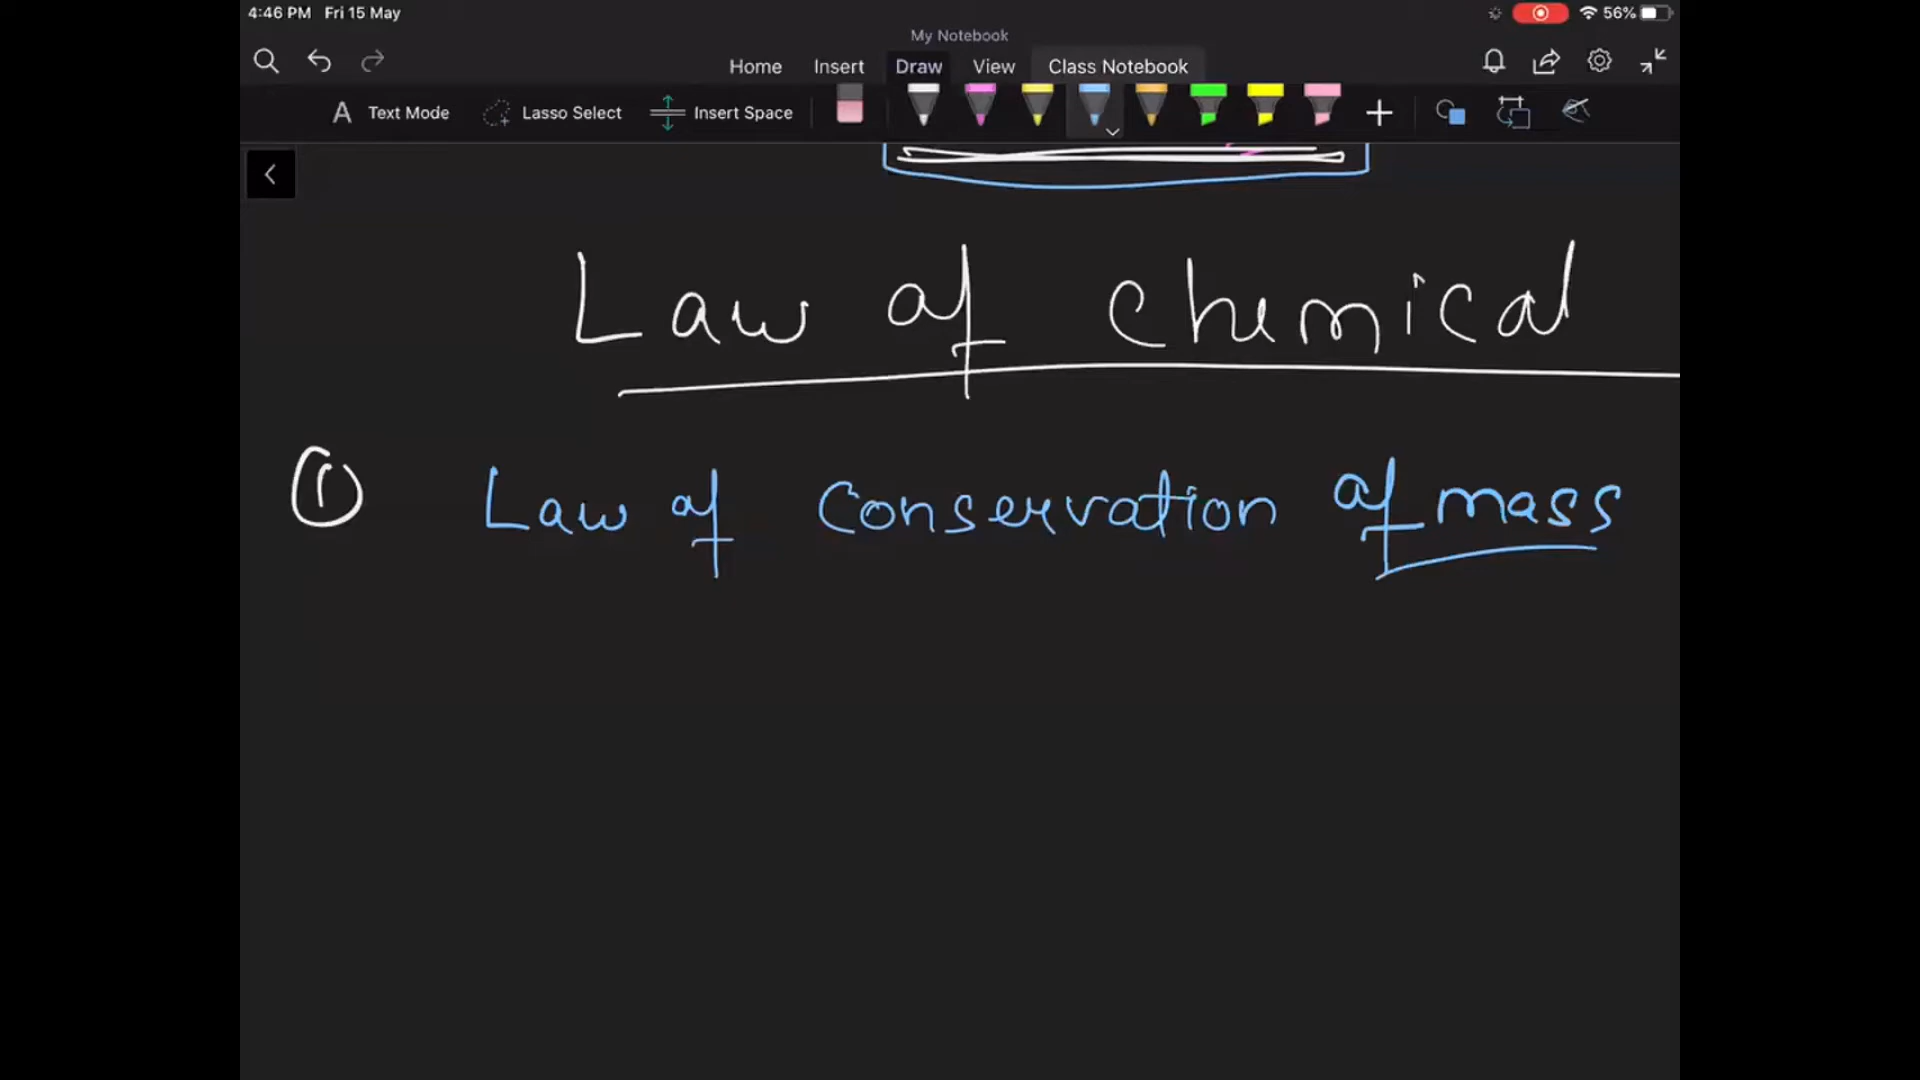 4:46 PM Fri 15 May
56%
My Notebook
Home Insert Draw View Class Notebook
A Text Mode Lasso Select Insert Space
Law of chemical
① Law of Conservation of mass